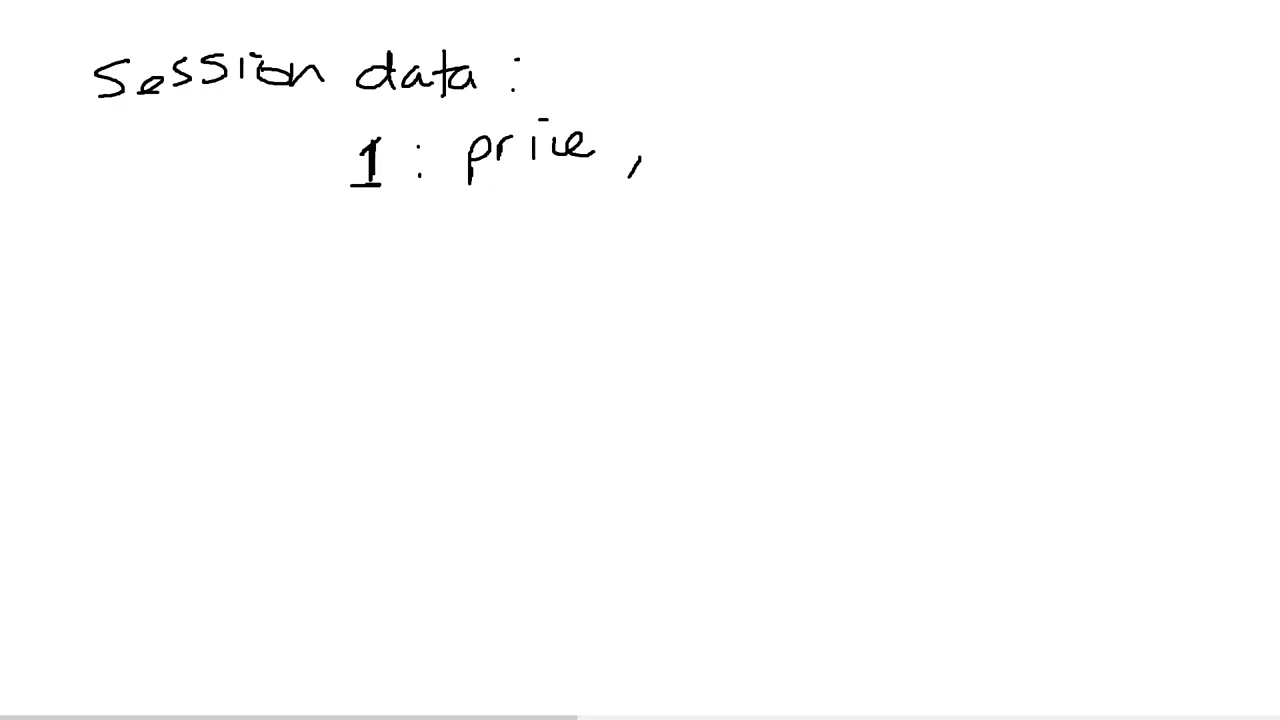 Session data :
1 : price ,